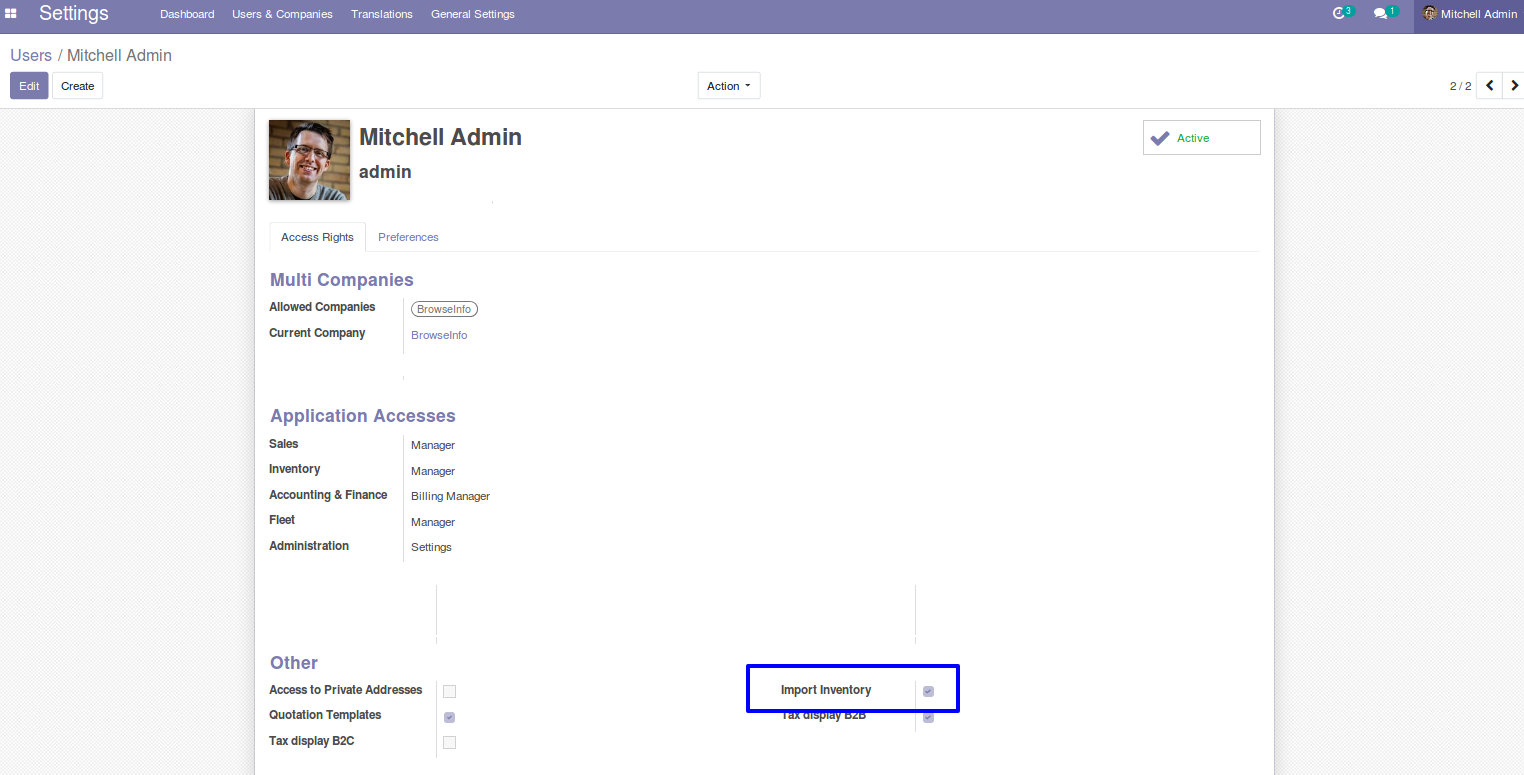 Settings Dashboard Users & Companies Translations General Settings 3 1 Mitchell Admin
Users / Mitchell Admin
Edit Create Action 2 / 2
Mitchell Admin
admin
Active
Access Rights Preferences
Multi Companies
Allowed Companies BrowseInfo
Current Company BrowseInfo
Application Accesses
Sales Manager
Inventory Manager
Accounting & Finance Billing Manager
Fleet Manager
Administration Settings
Other
Access to Private Addresses Import Inventory
Quotation Templates Tax display B2B
Tax display B2C